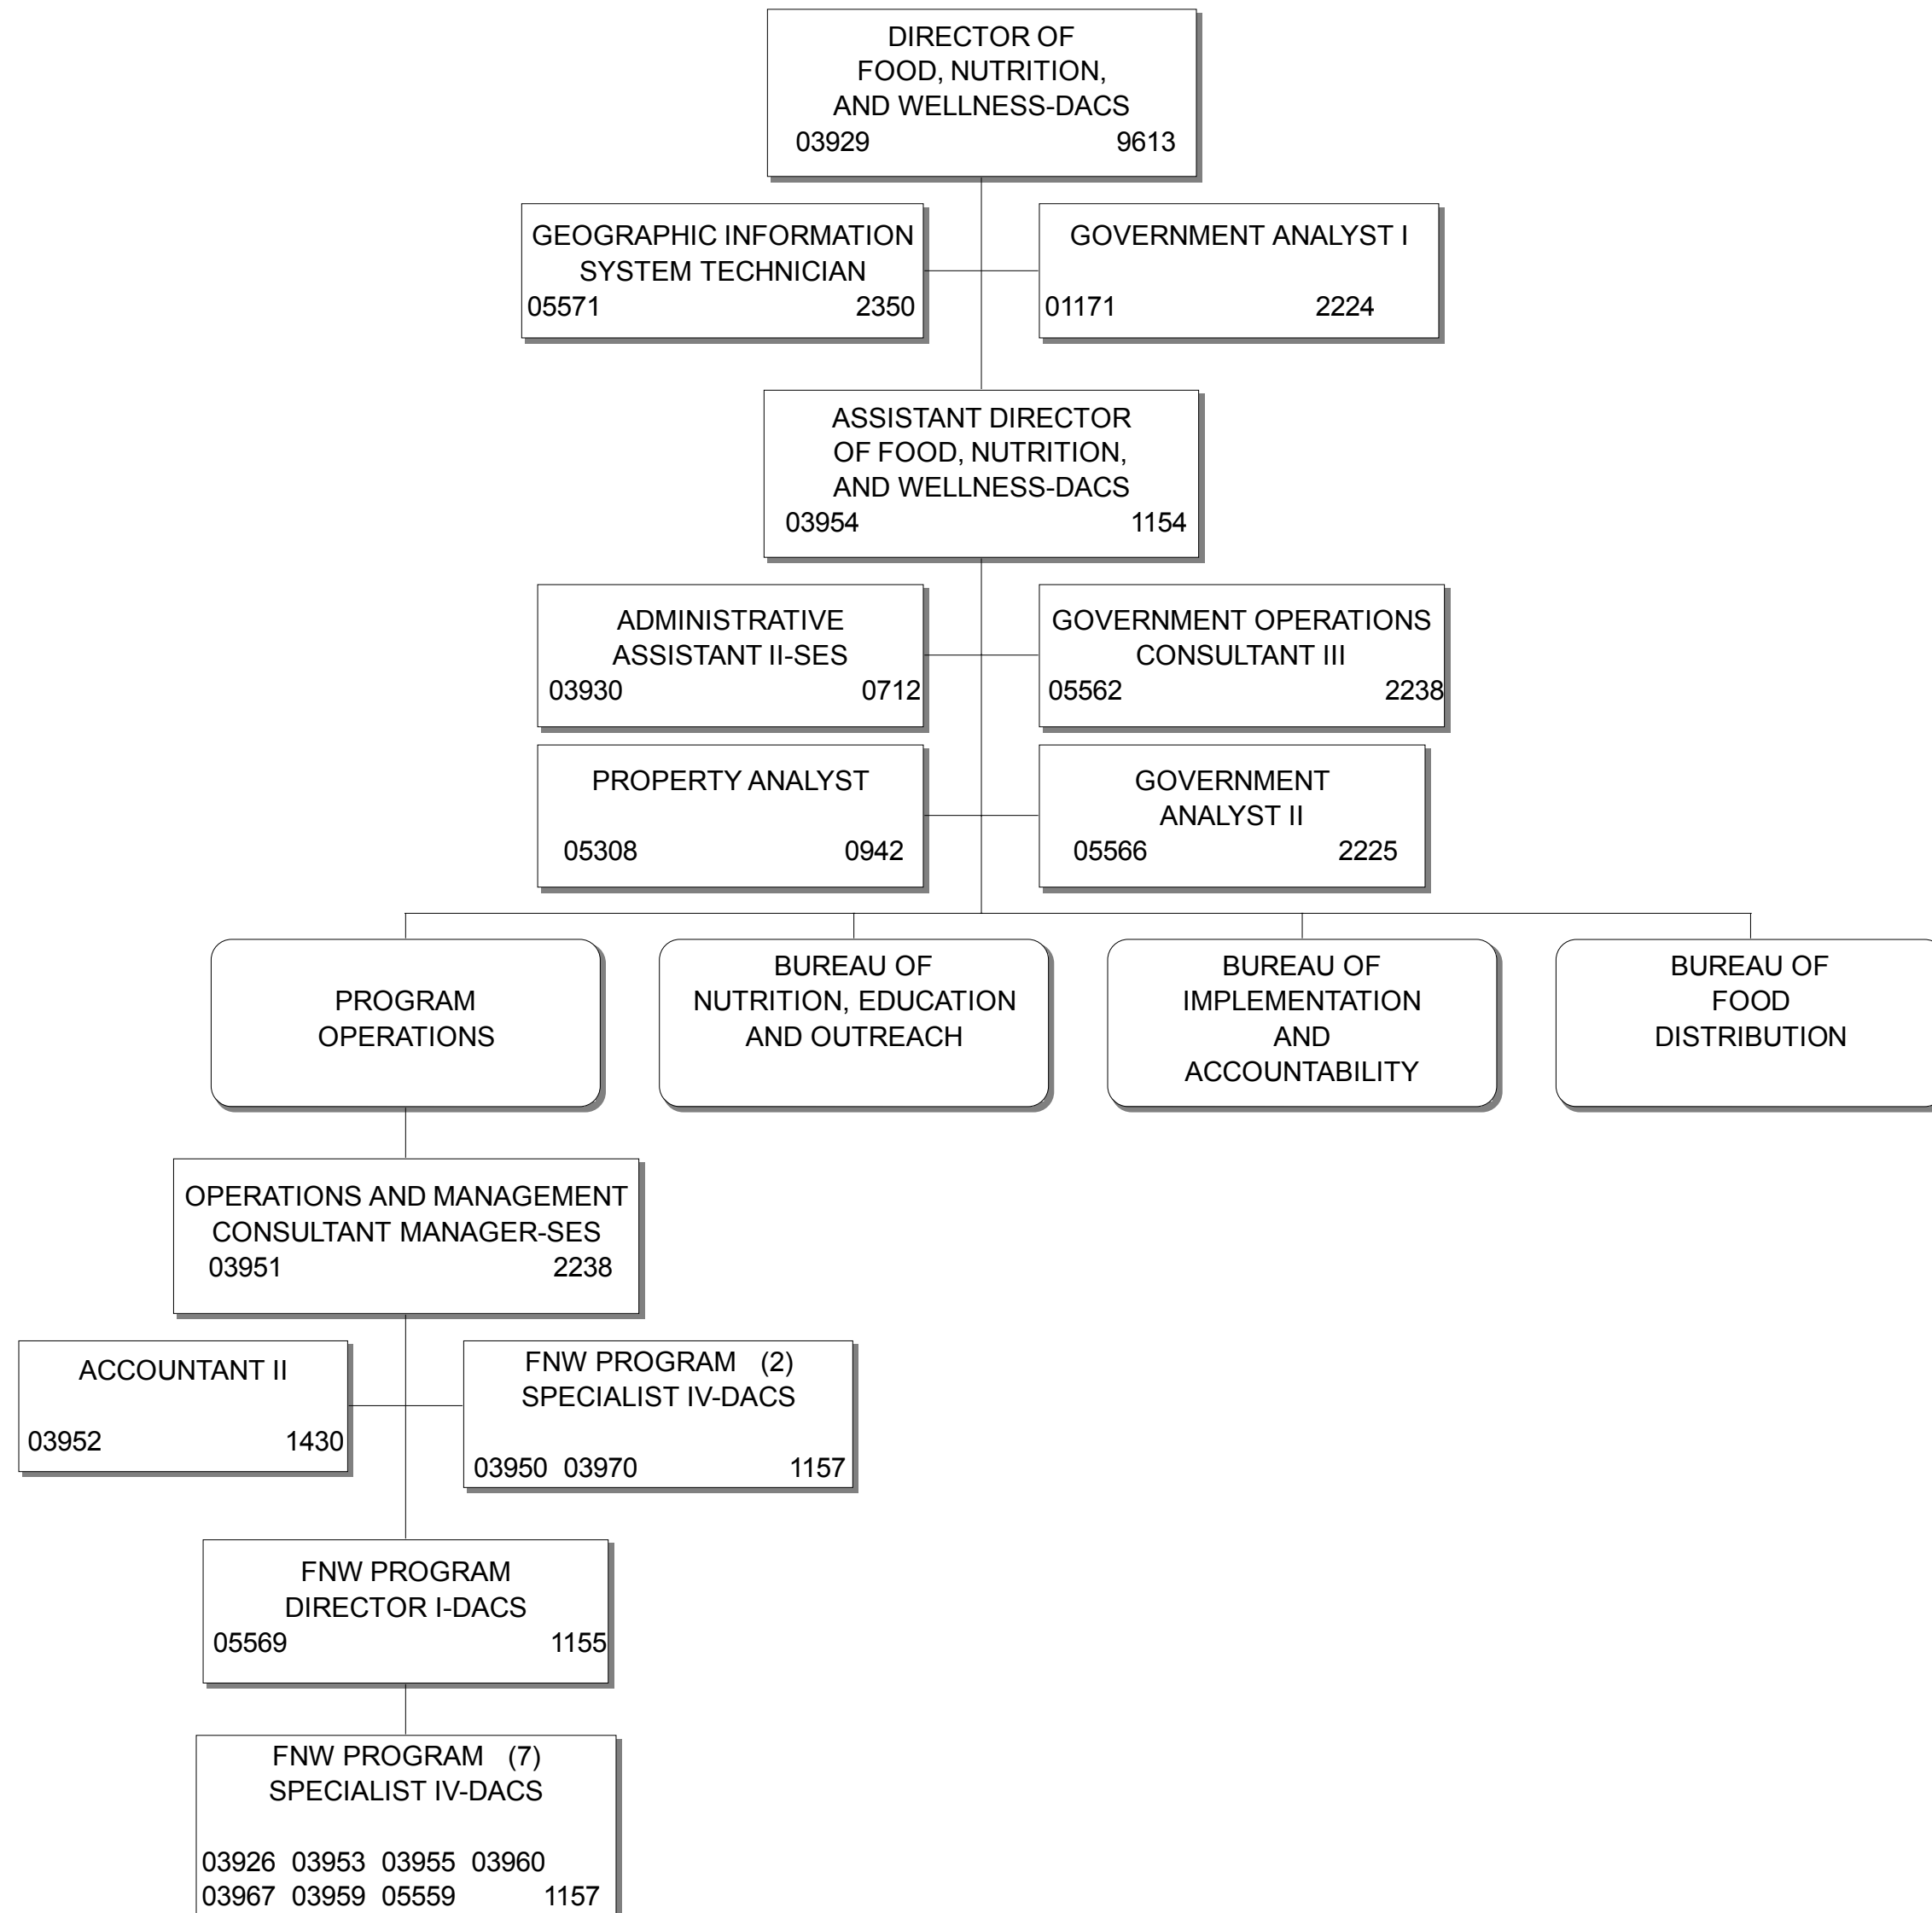 DIRECTOR OF
FOOD, NUTRITION,
AND WELLNESS-DACS
03929 9613
GEOGRAPHIC INFORMATION
SYSTEM TECHNICIAN
05571 2350
GOVERNMENT ANALYST I
01171 2224
ASSISTANT DIRECTOR
OF FOOD, NUTRITION,
AND WELLNESS-DACS
03954 1154
ADMINISTRATIVE
ASSISTANT II-SES
03930 0712
GOVERNMENT OPERATIONS
CONSULTANT III
05562 2238
PROPERTY ANALYST
05308 0942
GOVERNMENT
ANALYST II
05566 2225
PROGRAM
OPERATIONS
BUREAU OF
NUTRITION, EDUCATION
AND OUTREACH
BUREAU OF
IMPLEMENTATION
AND
ACCOUNTABILITY
BUREAU OF
FOOD
DISTRIBUTION
OPERATIONS AND MANAGEMENT
CONSULTANT MANAGER-SES
03951 2238
ACCOUNTANT II
03952 1430
FNW PROGRAM (2)
SPECIALIST IV-DACS
03950 03970 1157
FNW PROGRAM
DIRECTOR I-DACS
05569 1155
FNW PROGRAM (7)
SPECIALIST IV-DACS
03926 03953 03955 03960
03967 03959 05559 1157